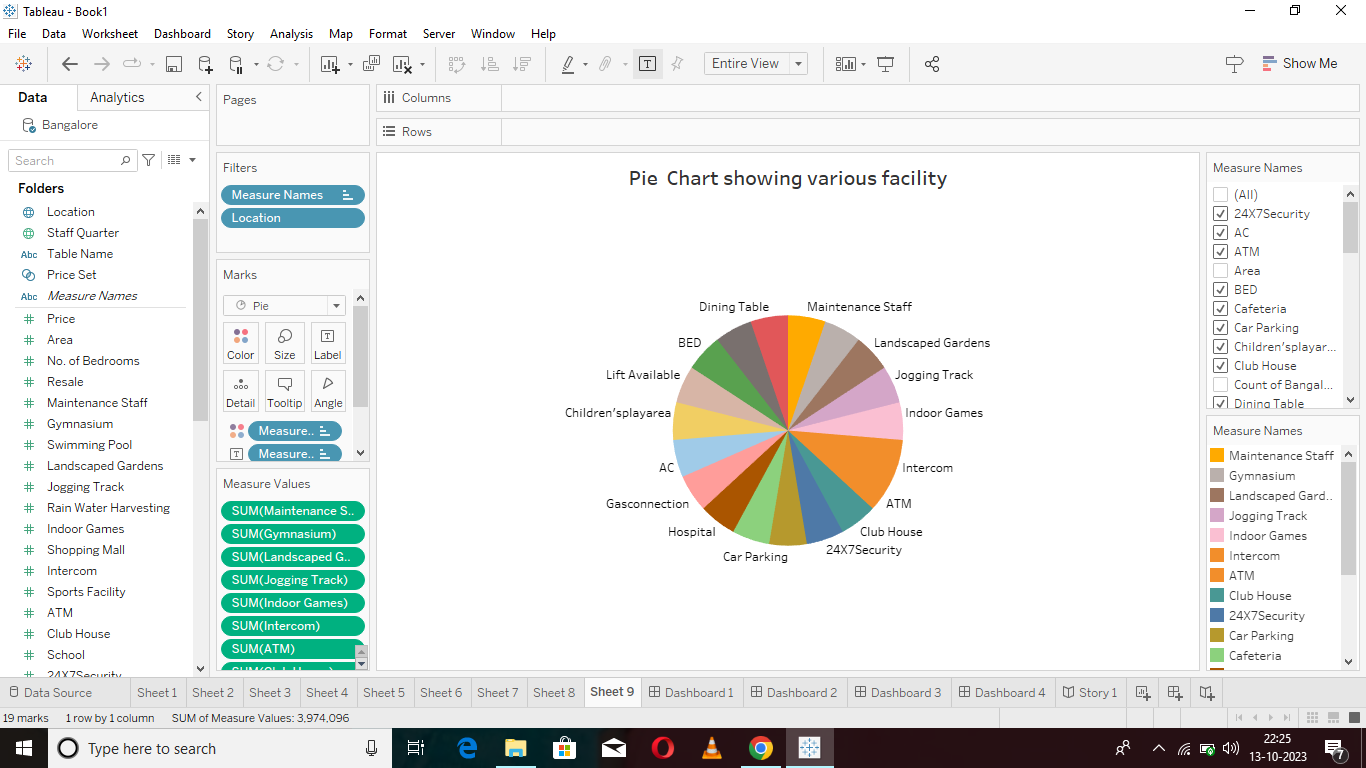 Tableau - Book1
File Data Worksheet Dashboard Story Analysis Map Format Server Window Help
Entire View
Show Me
Data Analytics
Bangalore
Search
Folders
Location
Staff Quarter
Abc Table Name
Price Set
Abc Measure Names
Price
Area
No. of Bedrooms
Resale
Maintenance Staff
Gymnasium
Swimming Pool
Landscaped Gardens
Jogging Track
Rain Water Harvesting
Indoor Games
Shopping Mall
Intercom
Sports Facility
ATM
Club House
School
24X7Security
Pages
Filters
Measure Names
Location
Marks
Pie
Color Size Label
Detail Tooltip Angle
Measure..
Measure..
Measure Values
SUM(Maintenance S..
SUM(Gymnasium)
SUM(Landscaped G..
SUM(Jogging Track)
SUM(Indoor Games)
SUM(Intercom)
SUM(ATM)
Columns
Rows
Pie Chart showing various facility
Dining Table Maintenance Staff
BED Landscaped Gardens
Lift Available Jogging Track
Children'splayarea Indoor Games
AC Intercom
Gasconnection ATM
Hospital Club House
Car Parking 24X7Security
Measure Names
(All)
24X7Security
AC
ATM
Area
BED
Cafeteria
Car Parking
Children'splayar...
Club House
Count of Bangal...
Dining Table
Measure Names
Maintenance Staff
Gymnasium
Landscaped Gard..
Jogging Track
Indoor Games
Intercom
ATM
Club House
24X7Security
Car Parking
Cafeteria
Data Source Sheet 1 Sheet 2 Sheet 3 Sheet 4 Sheet 5 Sheet 6 Sheet 7 Sheet 8 Sheet 9 Dashboard 1 Dashboard 2 Dashboard 3 Dashboard 4 Story 1
19 marks 1 row by 1 column SUM of Measure Values: 3,974,096
Type here to search
22:25
13-10-2023
7